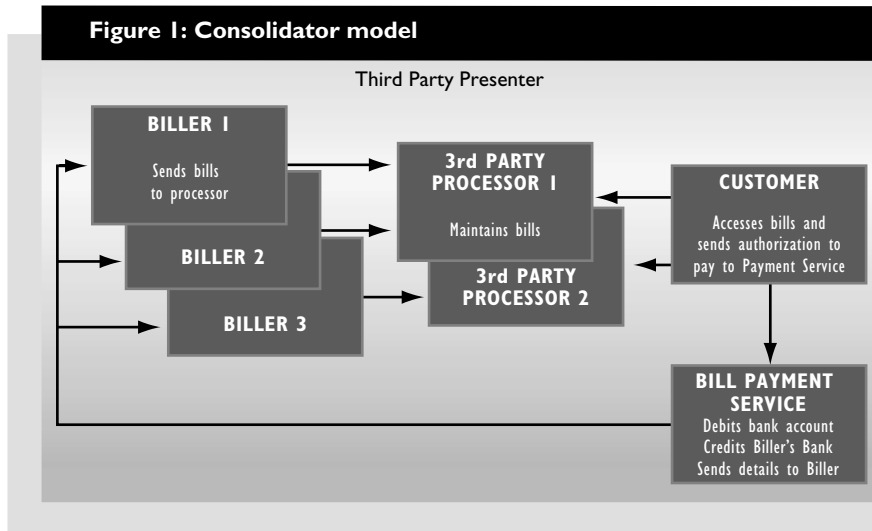 Figure 1: Consolidator model
Third Party Presenter
BILLER 1
Sends bills
to processor
BILLER 2
BILLER 3
3rd PARTY
PROCESSOR 1
Maintains bills
3rd PARTY
PROCESSOR 2
CUSTOMER
Accesses bills and
sends authorization to
pay to Payment Service
BILL PAYMENT
SERVICE
Debits bank account
Credits Biller's Bank
Sends details to Biller